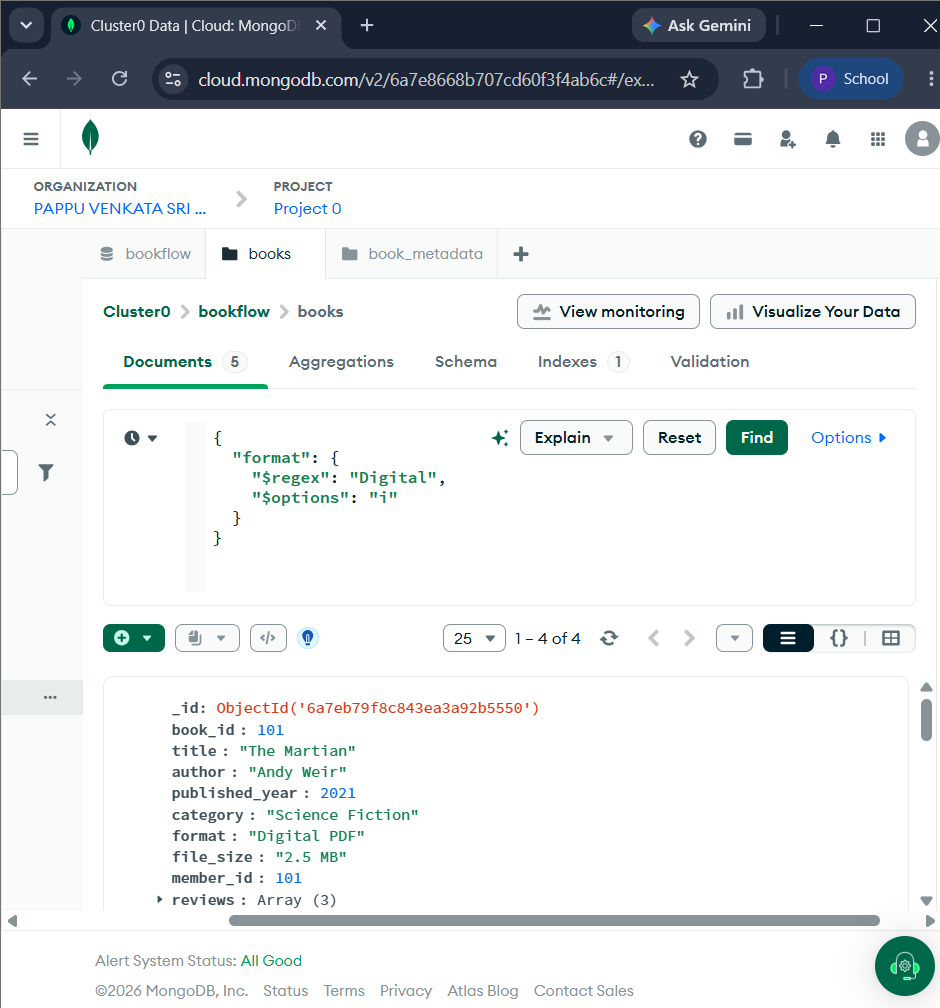 Cluster0 Data | Cloud: MongoD
Ask Gemini
cloud.mongodb.com/v2/6a7e8668b707cd60f3f4ab6c#/ex...
P School
ORGANIZATION
PAPPU VENKATA SRI ...
PROJECT
Project 0
bookflow
books
book_metadata
Cluster0 > bookflow > books
View monitoring
Visualize Your Data
Documents 5
Aggregations
Schema
Indexes 1
Validation
{
"format": {
"$regex": "Digital",
"$options": "i"
}
}
Explain
Reset
Find
Options
25
1 – 4 of 4
_id: ObjectId('6a7eb79f8c843ea3a92b5550')
book_id : 101
title : "The Martian"
author : "Andy Weir"
published_year : 2021
category : "Science Fiction"
format : "Digital PDF"
file_size : "2.5 MB"
member_id : 101
reviews : Array (3)
Alert System Status: All Good
©2026 MongoDB, Inc. Status Terms Privacy Atlas Blog Contact Sales